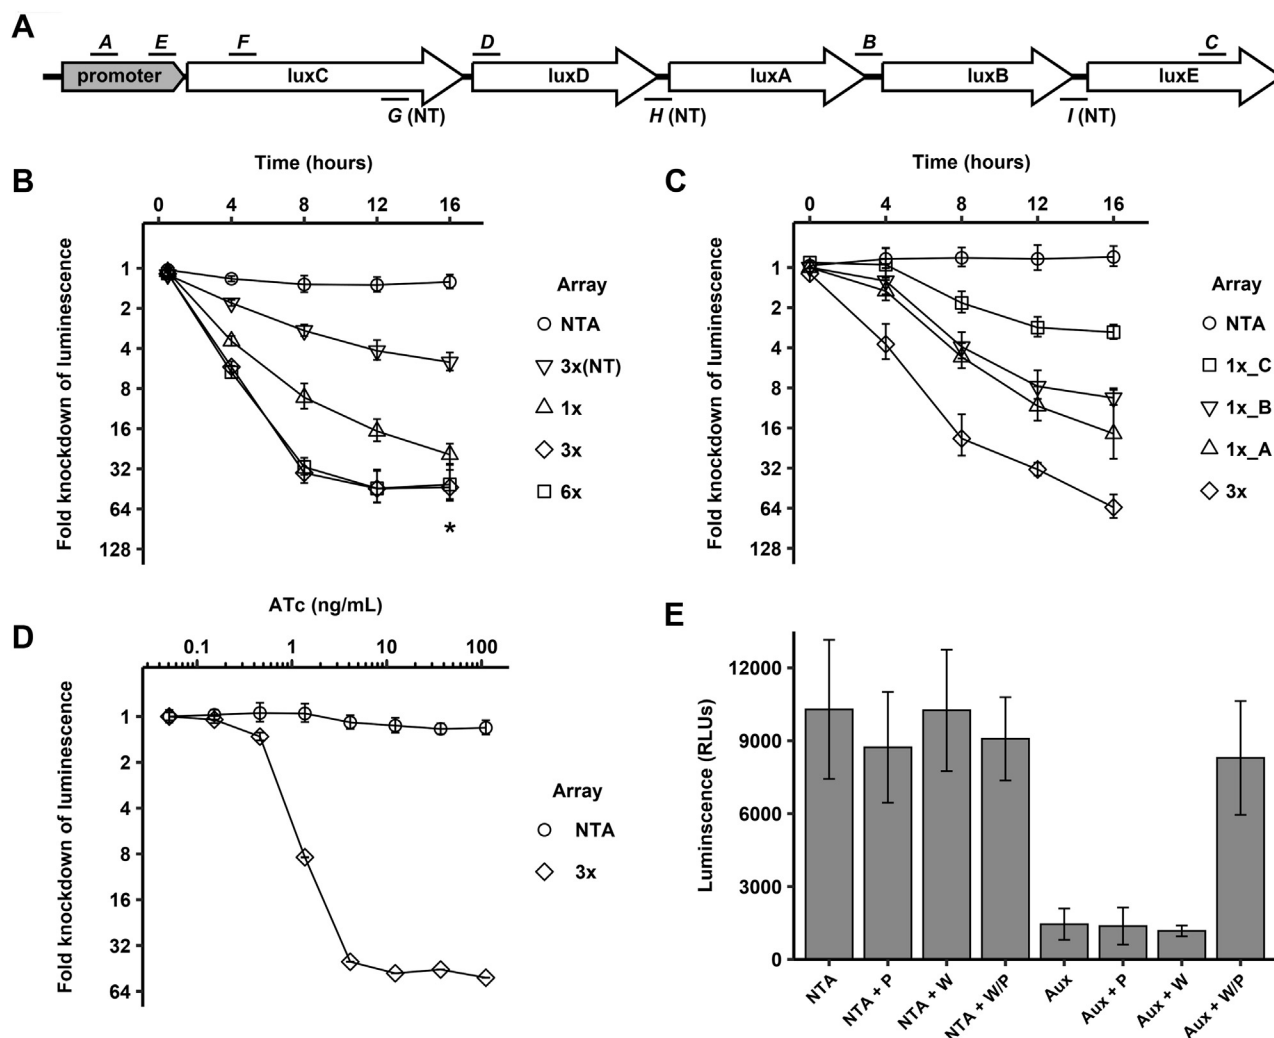 A
A
E
F
D
B
C
promoter
luxC
luxD
luxA
luxB
luxE
G (NT)
H (NT)
I (NT)
B
Time (hours)
0 4 8 12 16
Fold knockdown of luminescence
1
2
4
8
16
32
64
128
*
Array
NTA
3x(NT)
1x
3x
6x
C
Time (hours)
0 4 8 12 16
Fold knockdown of luminescence
1
2
4
8
16
32
64
128
Array
NTA
1x_C
1x_B
1x_A
3x
D
ATc (ng/mL)
0.1 1 10 100
Fold knockdown of luminescence
1
2
4
8
16
32
64
Array
NTA
3x
E
Luminscence (RLUs)
12000
9000
6000
3000
0
NTA
NTA + P
NTA + W
NTA + W/P
Aux
Aux + P
Aux + W
Aux + W/P